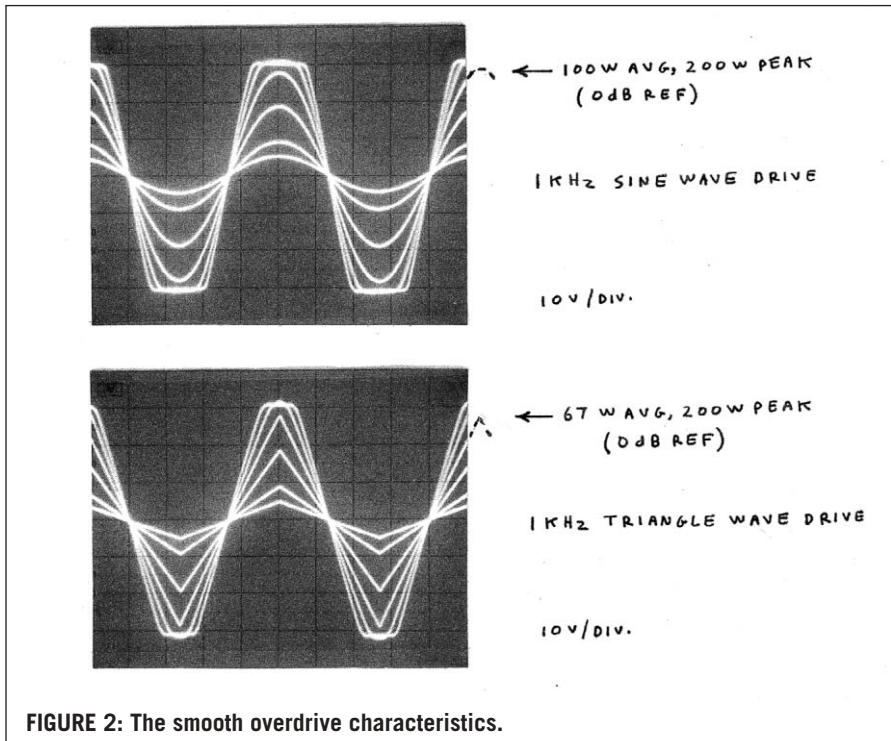 ← 100W AVG, 200W PEAK
(0dB REF)
1KHz SINE WAVE DRIVE
10V/DIV.
← 67W AVG, 200W PEAK
(0dB REF)
1KHz TRIANGLE WAVE DRIVE
10V/DIV.
FIGURE 2: The smooth overdrive characteristics.